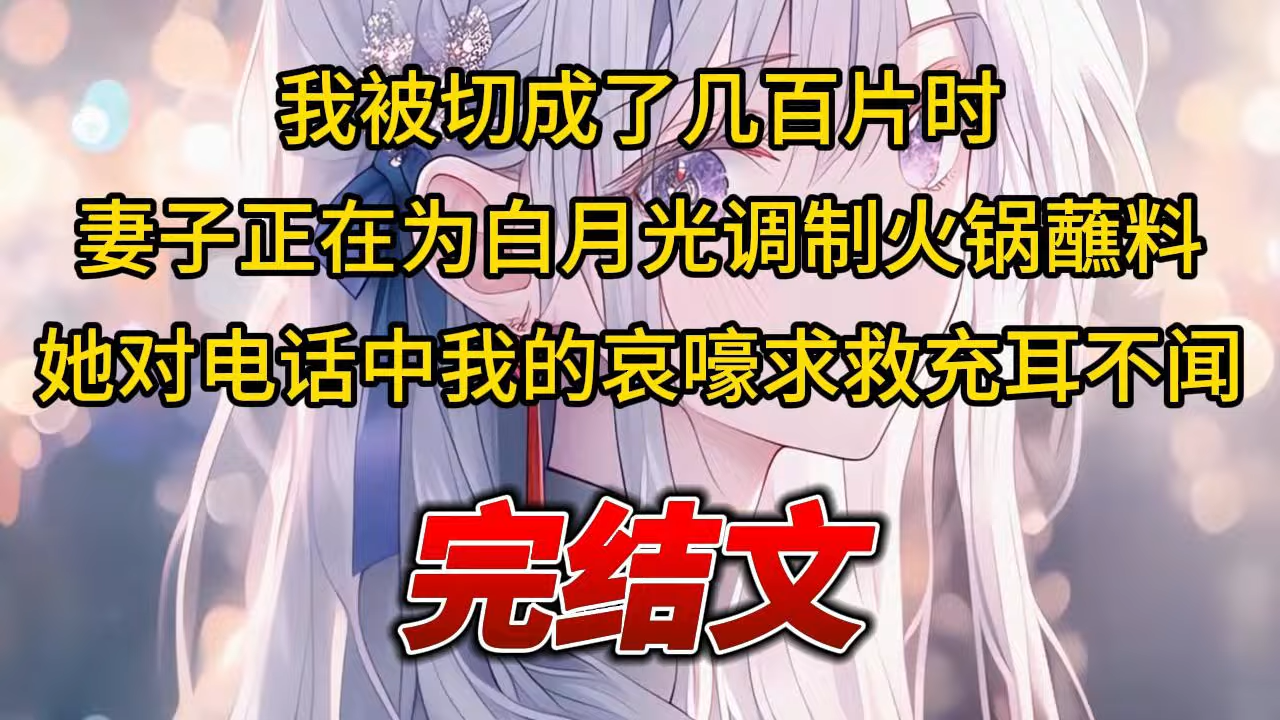 我被切成了几百片时
妻子正在为白月光调制火锅蘸料
她对电话中我的哀嚎求救充耳不闻
完结文